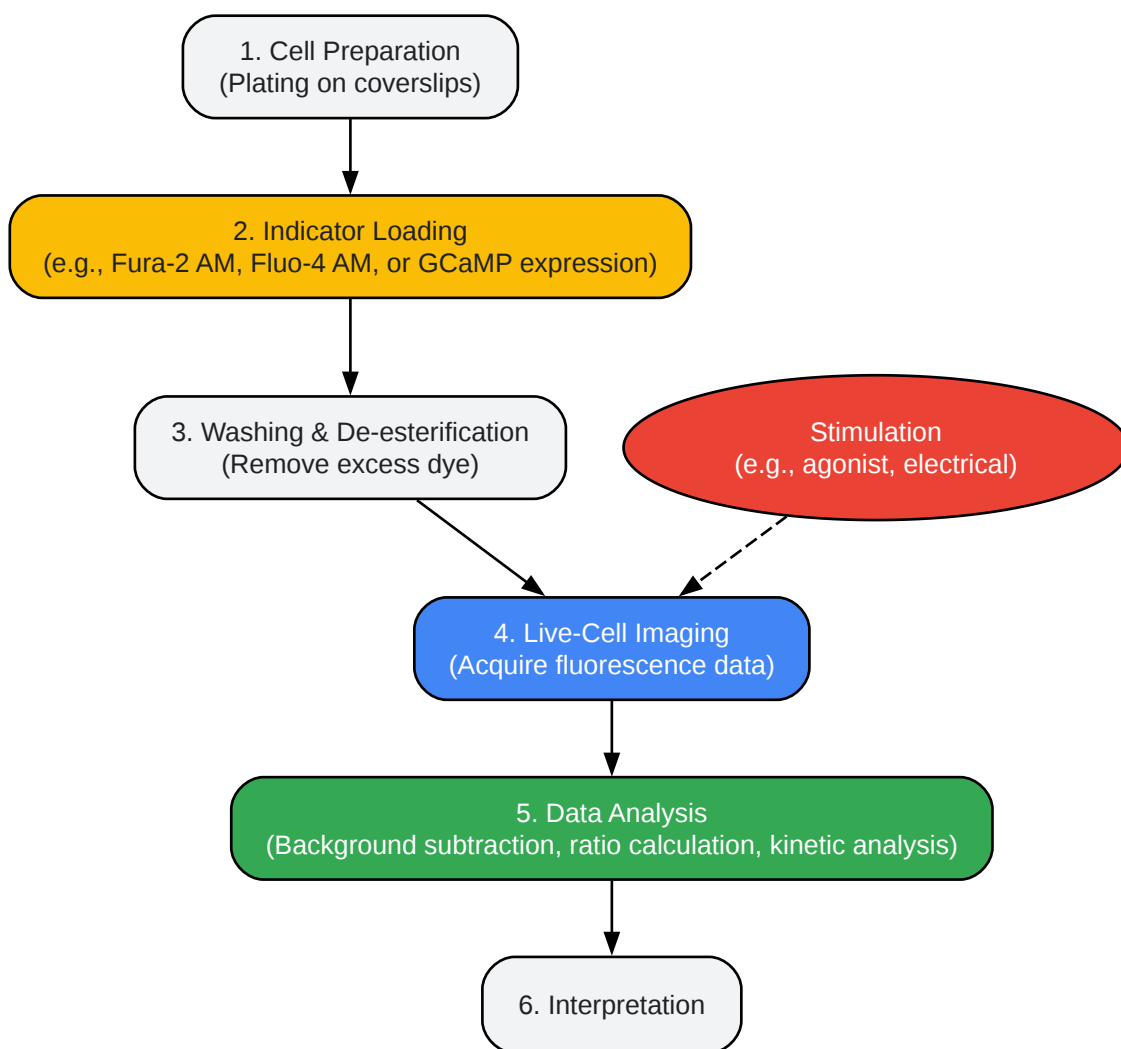 1. Cell Preparation
(Plating on coverslips)
2. Indicator Loading
(e.g., Fura-2 AM, Fluo-4 AM, or GCaMP expression)
3. Washing & De-esterification
(Remove excess dye)
Stimulation
(e.g., agonist, electrical)
4. Live-Cell Imaging
(Acquire fluorescence data)
5. Data Analysis
(Background subtraction, ratio calculation, kinetic analysis)
6. Interpretation